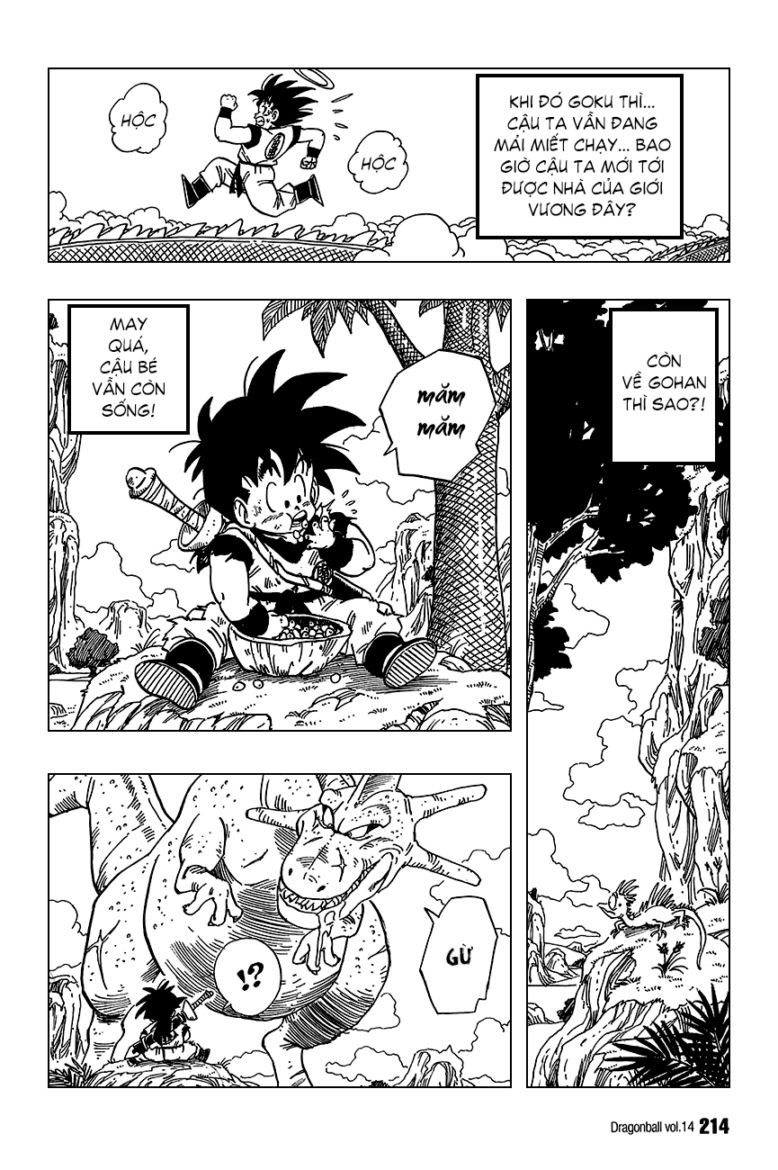 HỘC
HỘC
KHI ĐÓ GOKU THÌ...
CẬU TA VẪN ĐANG
MẢI MIẾT CHẠY... BAO
GIỜ CẬU TA MỚI TỚI
ĐƯỢC NHÀ CỦA GIỚI
VƯƠNG ĐÂY?
MAY
QUÁ,
CẬU BÉ
VẪN CÒN
SỐNG!
MĂM
MĂM
CÒN
VỀ GOHAN
THÌ SAO?!
!?
GỪ
Dragonball vol.14 214